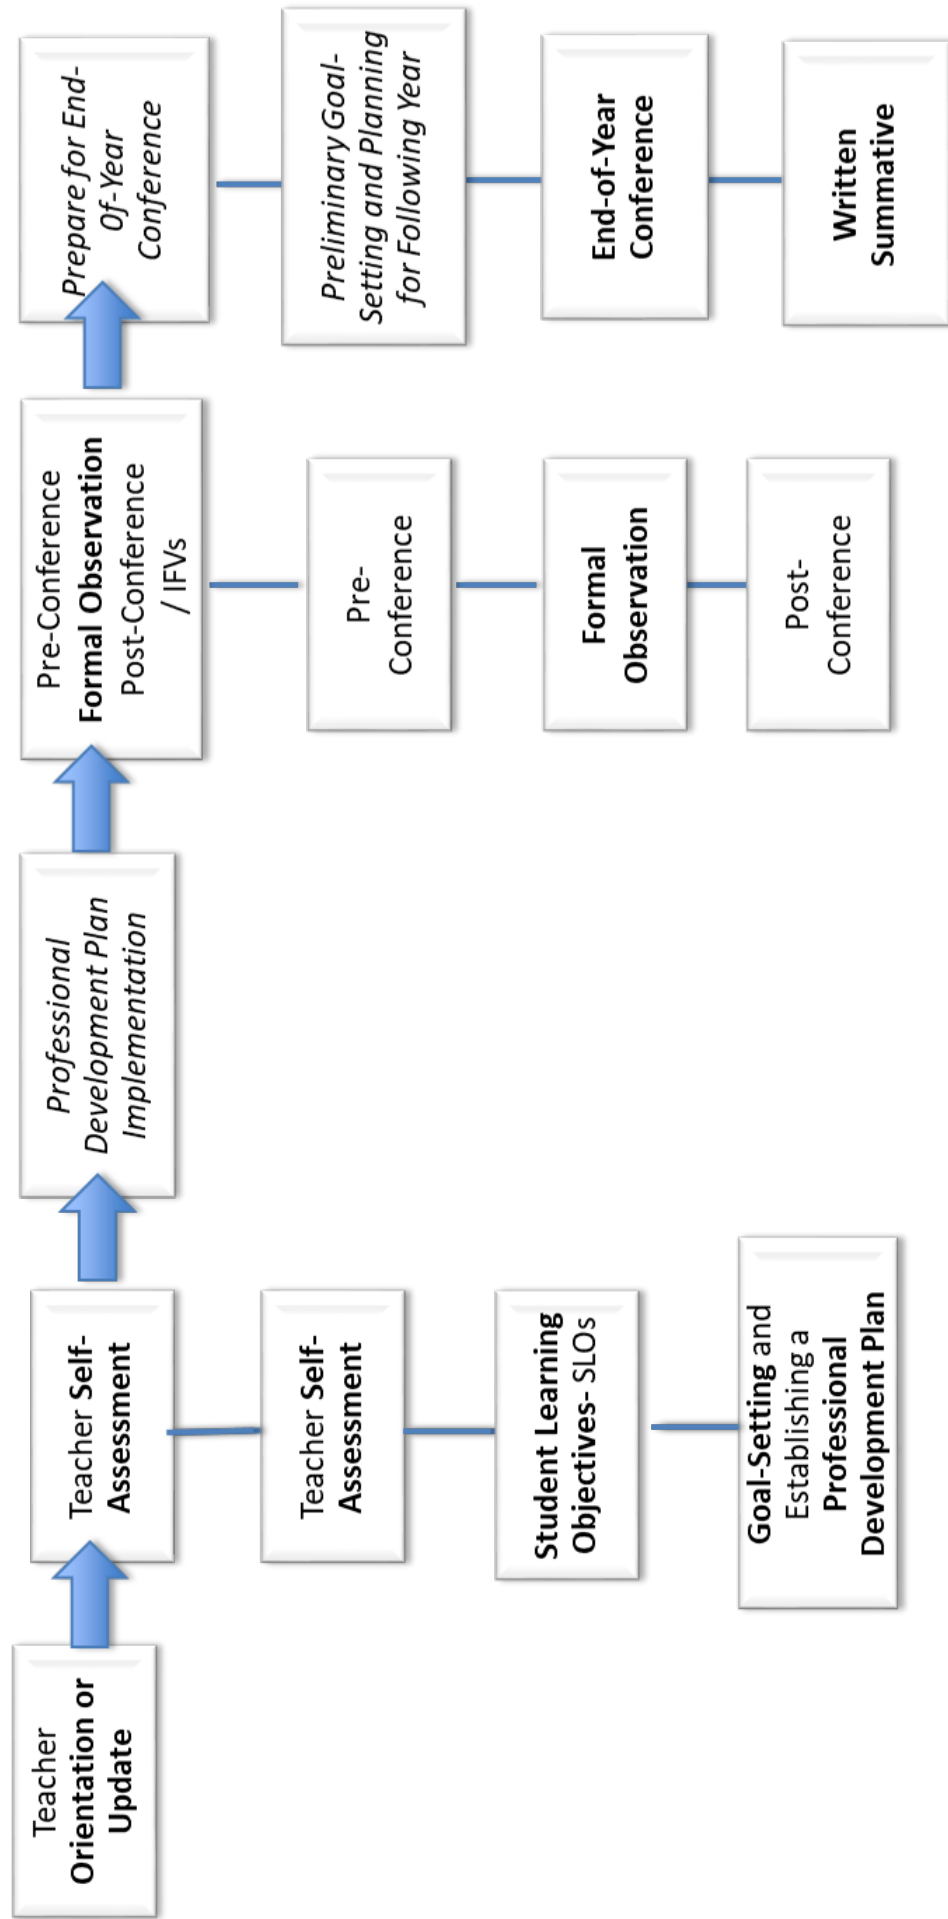 Teacher
Orientation or
Update
Teacher Self-
Assessment
Teacher Self-
Assessment
Student Learning
Objectives- SLOs
Goal-Setting and
Establishing a
Professional
Development Plan
Professional
Development Plan
Implementation
Pre-Conference
Formal Observation
Post-Conference
/ IFVs
Pre-
Conference
Formal
Observation
Post-
Conference
Prepare for End-
0f-Year
Conference
Preliminary Goal-
Setting and Planning
for Following Year
End-of-Year
Conference
Written
Summative